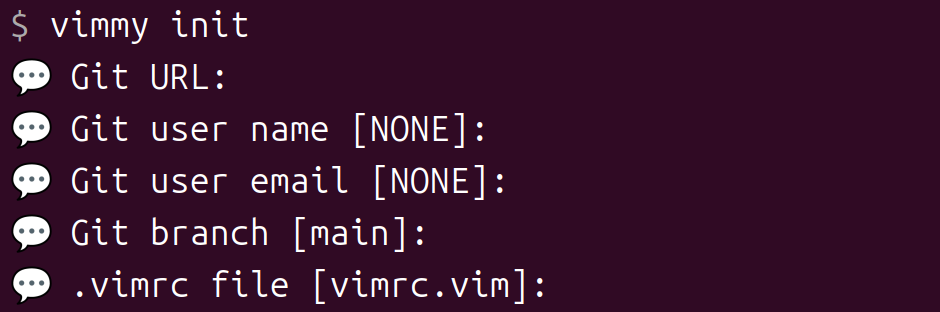 $ vimmy init
💬 Git URL:
💬 Git user name [NONE]:
💬 Git user email [NONE]:
💬 Git branch [main]:
💬 .vimrc file [vimrc.vim]: